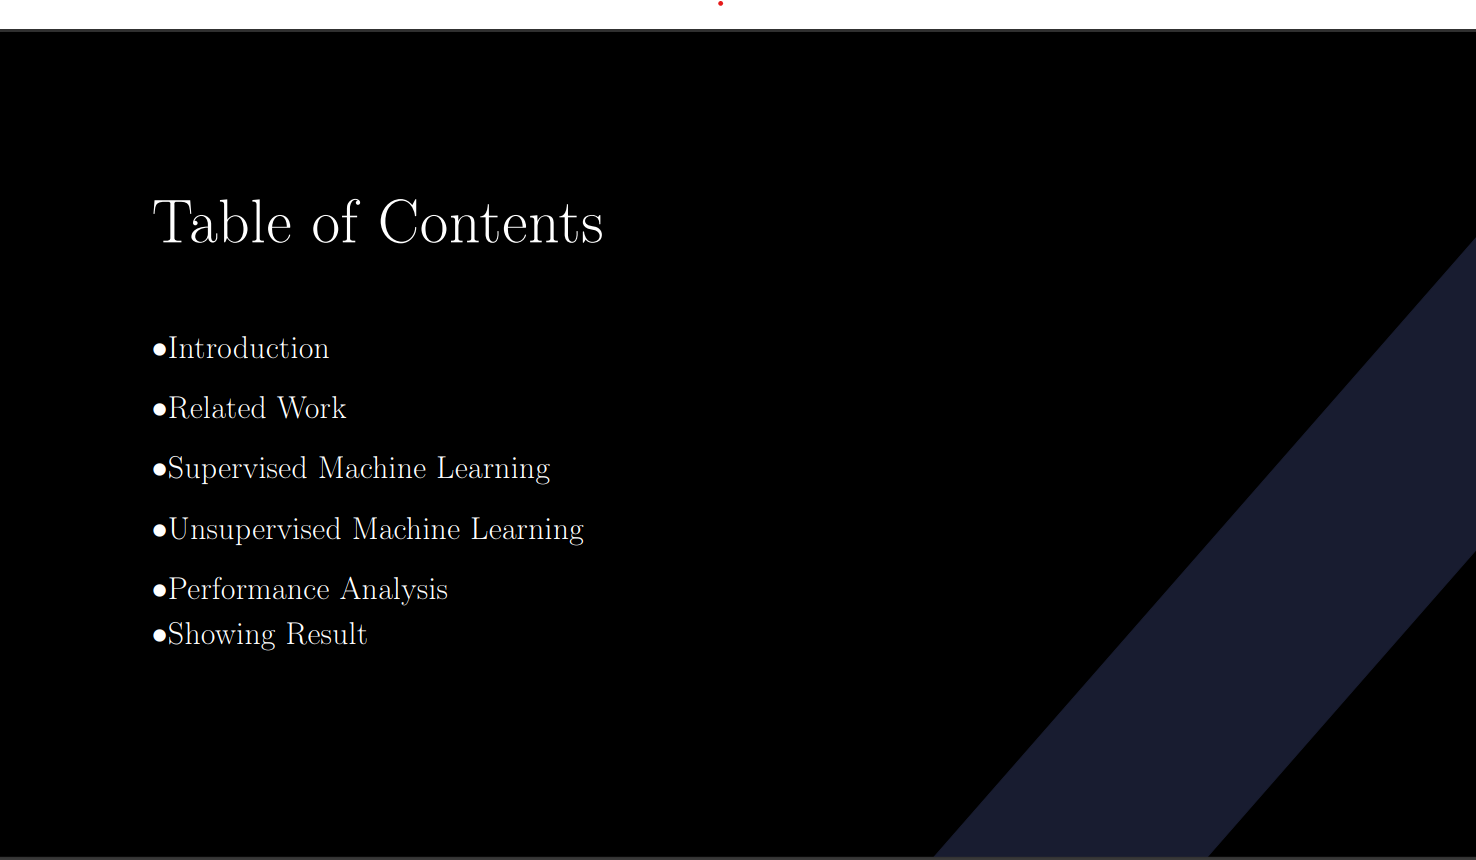 Table of Contents
●Introduction
●Related Work
●Supervised Machine Learning
●Unsupervised Machine Learning
●Performance Analysis
●Showing Result